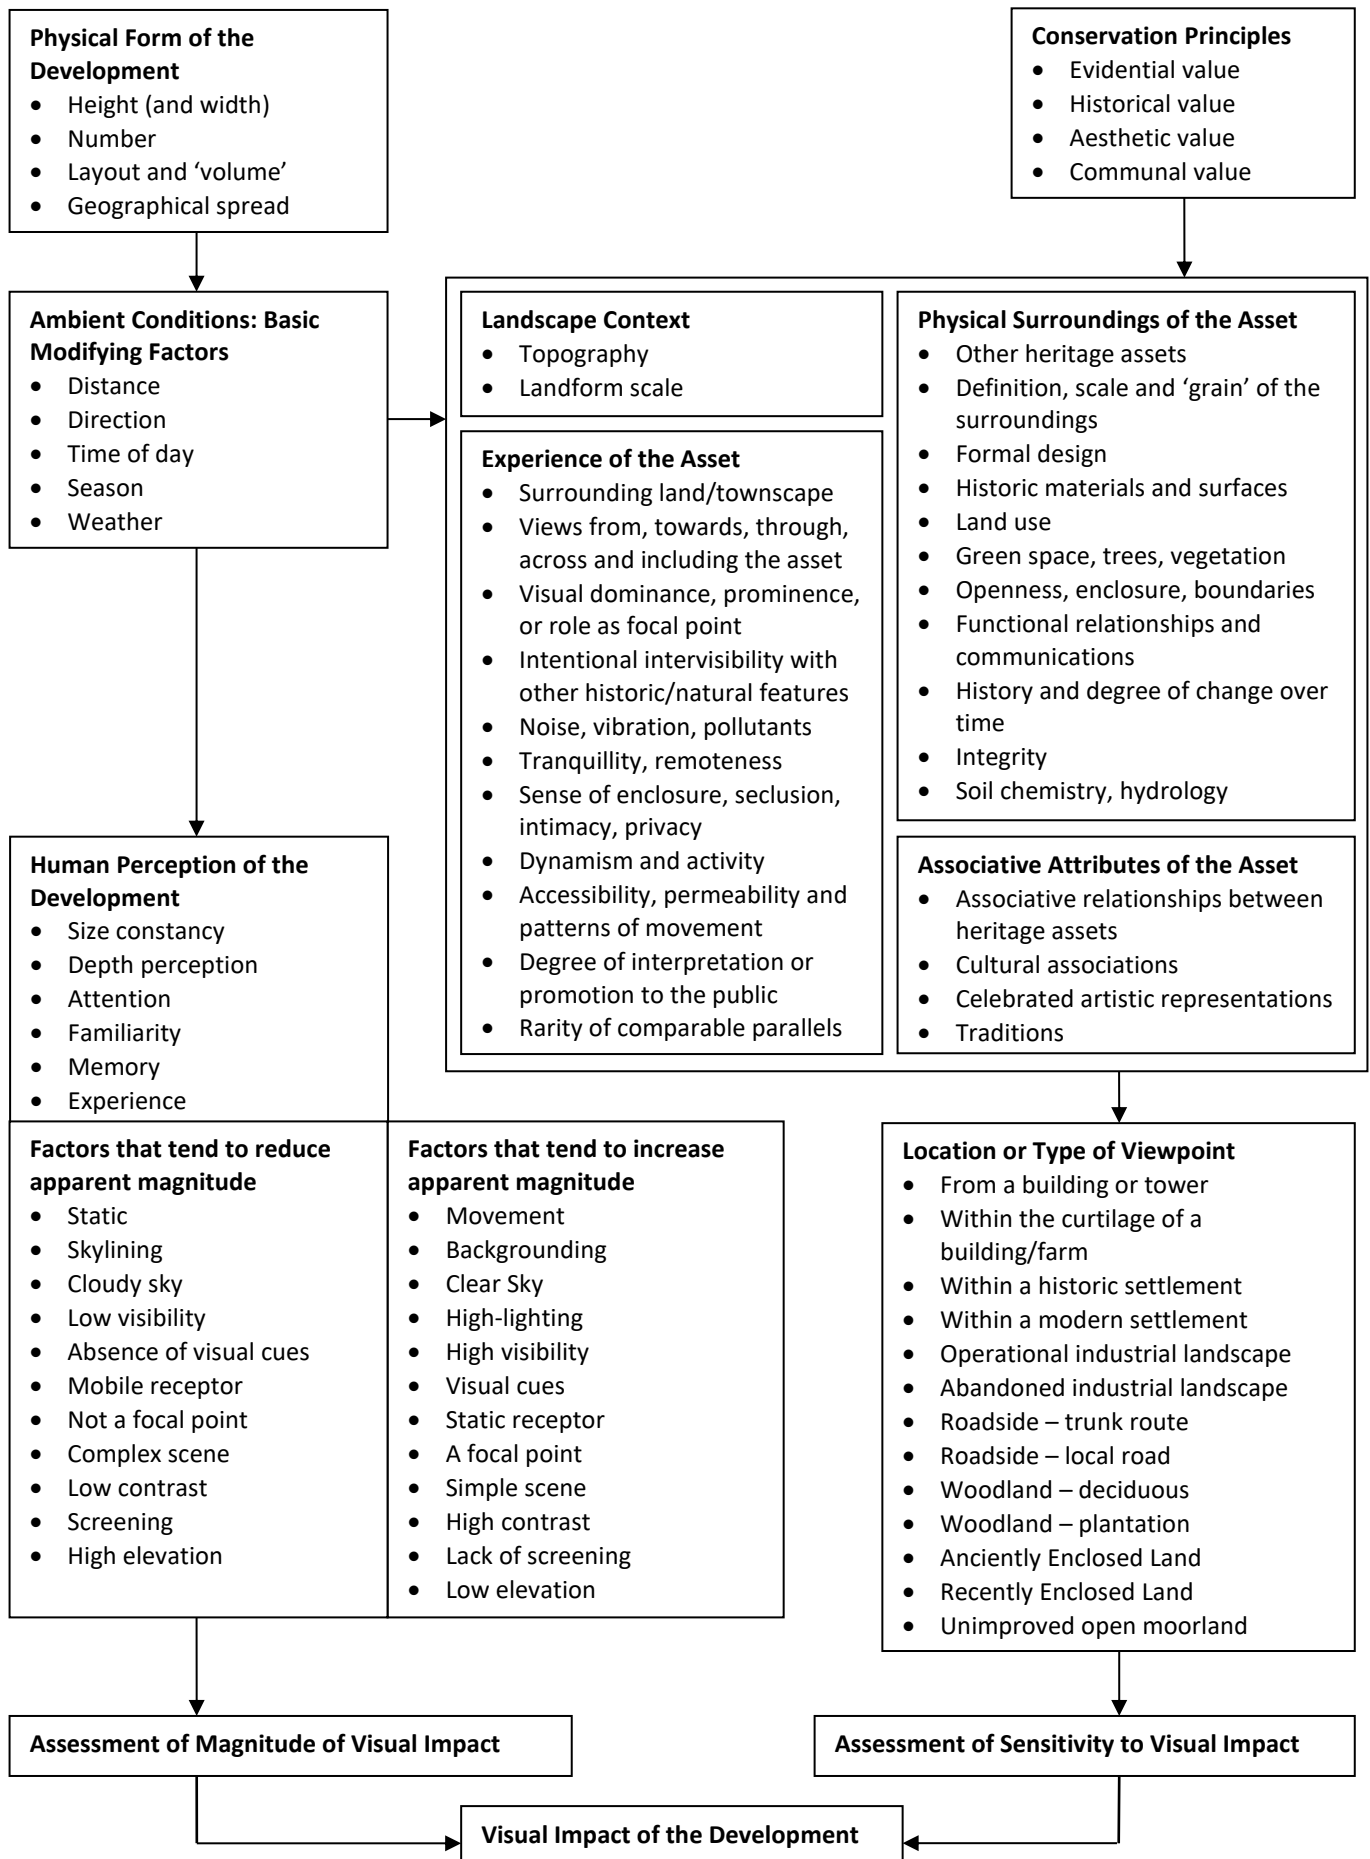 Physical Form of the
Development
• Height (and width)
• Number
• Layout and ‘volume’
• Geographical spread
Conservation Principles
• Evidential value
• Historical value
• Aesthetic value
• Communal value
Ambient Conditions: Basic
Modifying Factors
• Distance
• Direction
• Time of day
• Season
• Weather
Landscape Context
• Topography
• Landform scale
Experience of the Asset
• Surrounding land/townscape
• Views from, towards, through,
across and including the asset
• Visual dominance, prominence,
or role as focal point
• Intentional intervisibility with
other historic/natural features
• Noise, vibration, pollutants
• Tranquillity, remoteness
• Sense of enclosure, seclusion,
intimacy, privacy
• Dynamism and activity
• Accessibility, permeability and
patterns of movement
• Degree of interpretation or
promotion to the public
• Rarity of comparable parallels
Physical Surroundings of the Asset
• Other heritage assets
• Definition, scale and ‘grain’ of the
surroundings
• Formal design
• Historic materials and surfaces
• Land use
• Green space, trees, vegetation
• Openness, enclosure, boundaries
• Functional relationships and
communications
• History and degree of change over
time
• Integrity
• Soil chemistry, hydrology
Associative Attributes of the Asset
• Associative relationships between
heritage assets
• Cultural associations
• Celebrated artistic representations
• Traditions
Human Perception of the
Development
• Size constancy
• Depth perception
• Attention
• Familiarity
• Memory
• Experience
Factors that tend to reduce
apparent magnitude
• Static
• Skylining
• Cloudy sky
• Low visibility
• Absence of visual cues
• Mobile receptor
• Not a focal point
• Complex scene
• Low contrast
• Screening
• High elevation
Factors that tend to increase
apparent magnitude
• Movement
• Backgrounding
• Clear Sky
• High-lighting
• High visibility
• Visual cues
• Static receptor
• A focal point
• Simple scene
• High contrast
• Lack of screening
• Low elevation
Location or Type of Viewpoint
• From a building or tower
• Within the curtilage of a
building/farm
• Within a historic settlement
• Within a modern settlement
• Operational industrial landscape
• Abandoned industrial landscape
• Roadside – trunk route
• Roadside – local road
• Woodland – deciduous
• Woodland – plantation
• Anciently Enclosed Land
• Recently Enclosed Land
• Unimproved open moorland
Assessment of Magnitude of Visual Impact
Assessment of Sensitivity to Visual Impact
Visual Impact of the Development